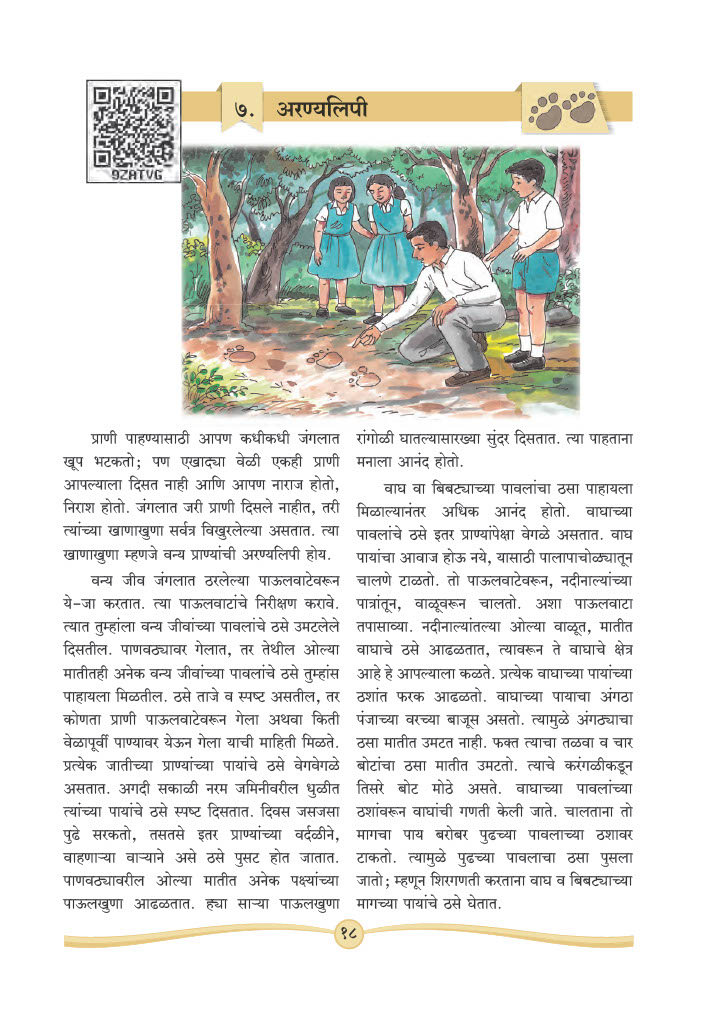 9ZATVG
७. अरण्यलिपी
प्राणी पाहण्यासाठी आपण कधीकधी जंगलात
खूप भटकतो; पण एखाद्या वेळी एकही प्राणी
आपल्याला दिसत नाही आणि आपण नाराज होतो,
निराश होतो. जंगलात जरी प्राणी दिसले नाहीत, तरी
त्यांच्या खाणाखुणा सर्वत्र विखुरलेल्या असतात. त्या
खाणाखुणा म्हणजे वन्य प्राण्यांची अरण्यलिपी होय.
वन्य जीव जंगलात ठरलेल्या पाऊलवाटेवरून
ये-जा करतात. त्या पाऊलवाटांचे निरीक्षण करावे.
त्यात तुम्हांला वन्य जीवांच्या पावलांचे ठसे उमटलेले
दिसतील. पाणवठ्यावर गेलात, तर तेथील ओल्या
मातीतही अनेक वन्य जीवांच्या पावलांचे ठसे तुम्हांस
पाहायला मिळतील. ठसे ताजे व स्पष्ट असतील, तर
कोणता प्राणी पाऊलवाटेवरून गेला अथवा किती
वेळापूर्वी पाण्यावर येऊन गेला याची माहिती मिळते.
प्रत्येक जातीच्या प्राण्यांच्या पायांचे ठसे वेगवेगळे
असतात. अगदी सकाळी नरम जमिनीवरील धुळीत
त्यांच्या पायांचे ठसे स्पष्ट दिसतात. दिवस जसजसा
पुढे सरकतो, तसतसे इतर प्राण्यांच्या वर्दळीने,
वाहणाऱ्या वाऱ्याने असे ठसे पुसट होत जातात.
पाणवठ्यावरील ओल्या मातीत अनेक पक्ष्यांच्या
पाऊलखुणा आढळतात. ह्या साऱ्या पाऊलखुणा
रांगोळी घातल्यासारख्या सुंदर दिसतात. त्या पाहताना
मनाला आनंद होतो.
वाघ वा बिबट्याच्या पावलांचा ठसा पाहायला
मिळाल्यानंतर अधिक आनंद होतो. वाघाच्या
पावलांचे ठसे इतर प्राण्यांपेक्षा वेगळे असतात. वाघ
पायांचा आवाज होऊ नये, यासाठी पालापाचोळ्यातून
चालणे टाळतो. तो पाऊलवाटेवरून, नदीनाल्यांच्या
पात्रांतून, वाळूवरून चालतो. अशा पाऊलवाटा
तपासाव्या. नदीनाल्यांतल्या ओल्या वाळूत, मातीत
वाघाचे ठसे आढळतात, त्यावरून ते वाघाचे क्षेत्र
आहे हे आपल्याला कळते. प्रत्येक वाघाच्या पायांच्या
ठशांत फरक आढळतो. वाघाच्या पायाचा अंगठा
पंजाच्या वरच्या बाजूस असतो. त्यामुळे अंगठ्याचा
ठसा मातीत उमटत नाही. फक्त त्याचा तळवा व चार
बोटांचा ठसा मातीत उमटतो. त्याचे करंगळीकडून
तिसरे बोट मोठे असते. वाघाच्या पावलांच्या
ठशांवरून वाघांची गणती केली जाते. चालताना तो
मागचा पाय बरोबर पुढच्या पावलाच्या ठशावर
टाकतो. त्यामुळे पुढच्या पावलाचा ठसा पुसला
जातो; म्हणून शिरगणती करताना वाघ व बिबट्याच्या
मागच्या पायांचे ठसे घेतात.
१८